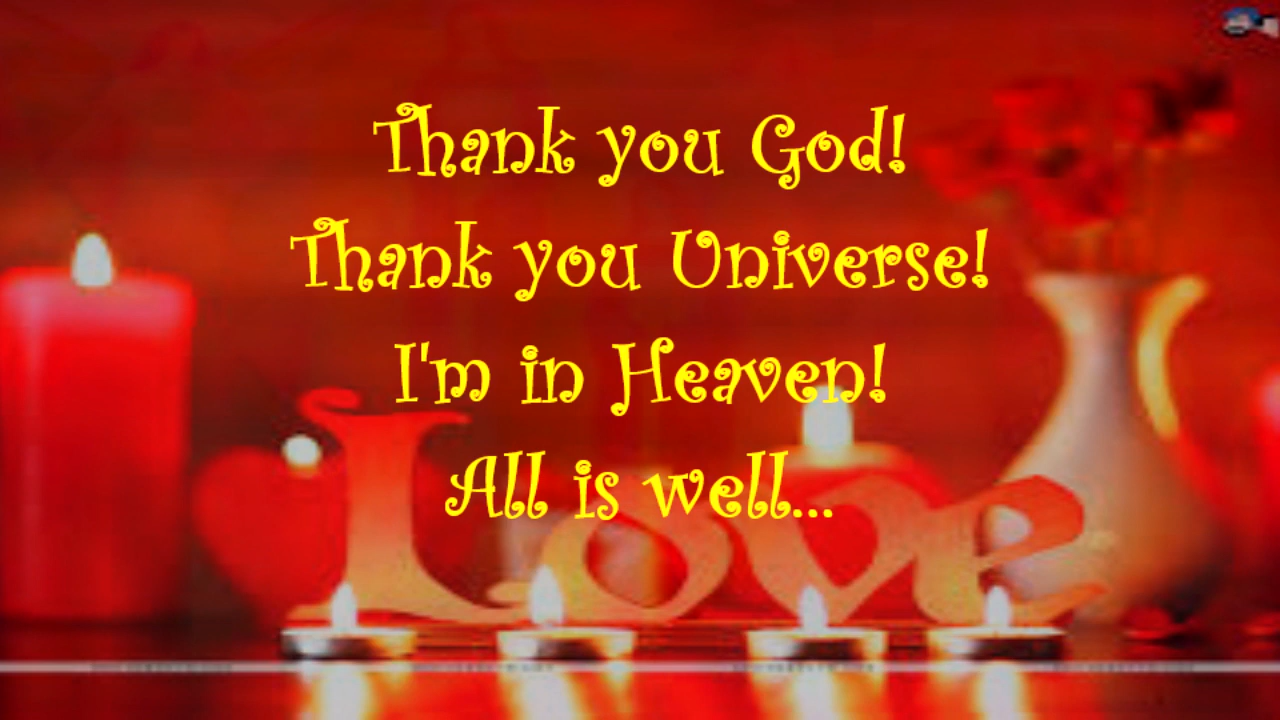 Thank you God!
Thank you Universe!
I'm in Heaven!
All is well...
Love